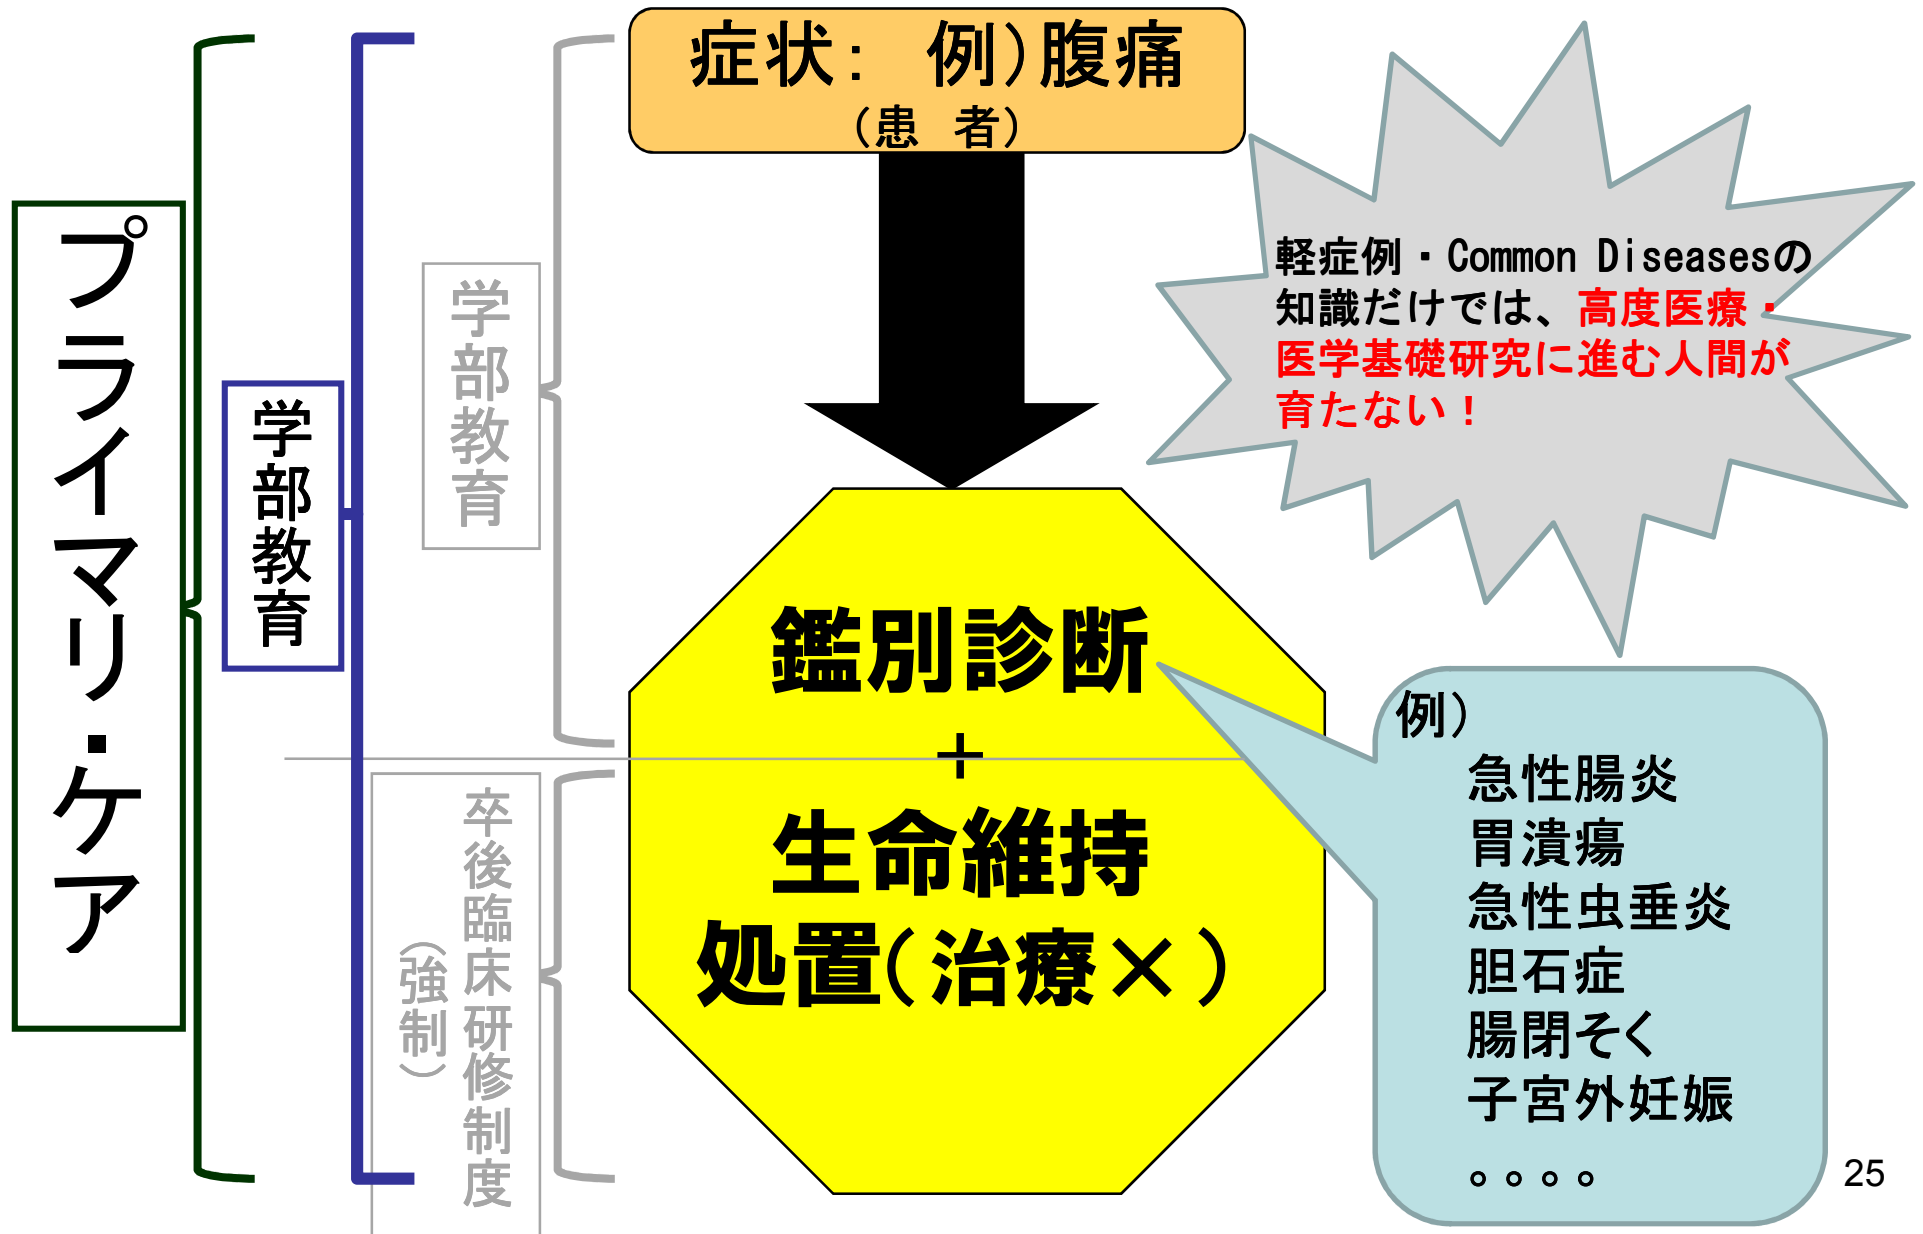 症状： 例）腹痛
（患 者）
プライマリ・ケア
学部教育
学部教育
卒後臨床研修制度
（強制）
軽症例・Common Diseasesの
知識だけでは、高度医療・
医学基礎研究に進む人間が
育たない！
鑑別診断
＋
生命維持
処置（治療×）
例）
急性腸炎
胃潰瘍
急性虫垂炎
胆石症
腸閉そく
子宮外妊娠
。。。。
25